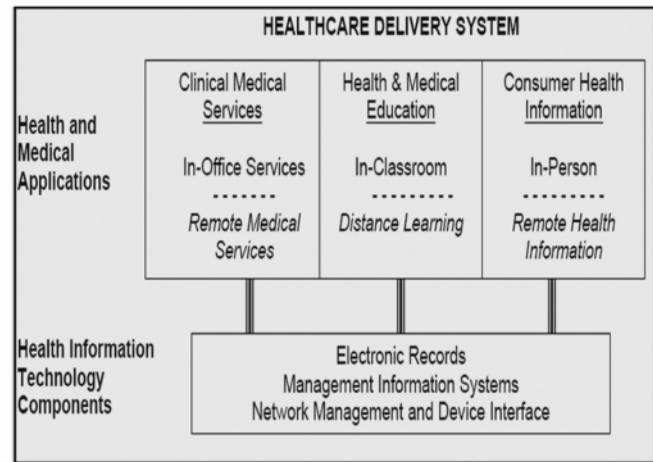 HEALTHCARE DELIVERY SYSTEM
Health and
Medical
Applications
Clinical Medical
Services
In-Office Services
Remote Medical
Services
Health & Medical
Education
In-Classroom
Distance Learning
Consumer Health
Information
In-Person
Remote Health
Information
Health Information
Technology
Components
Electronic Records
Management Information Systems
Network Management and Device Interface